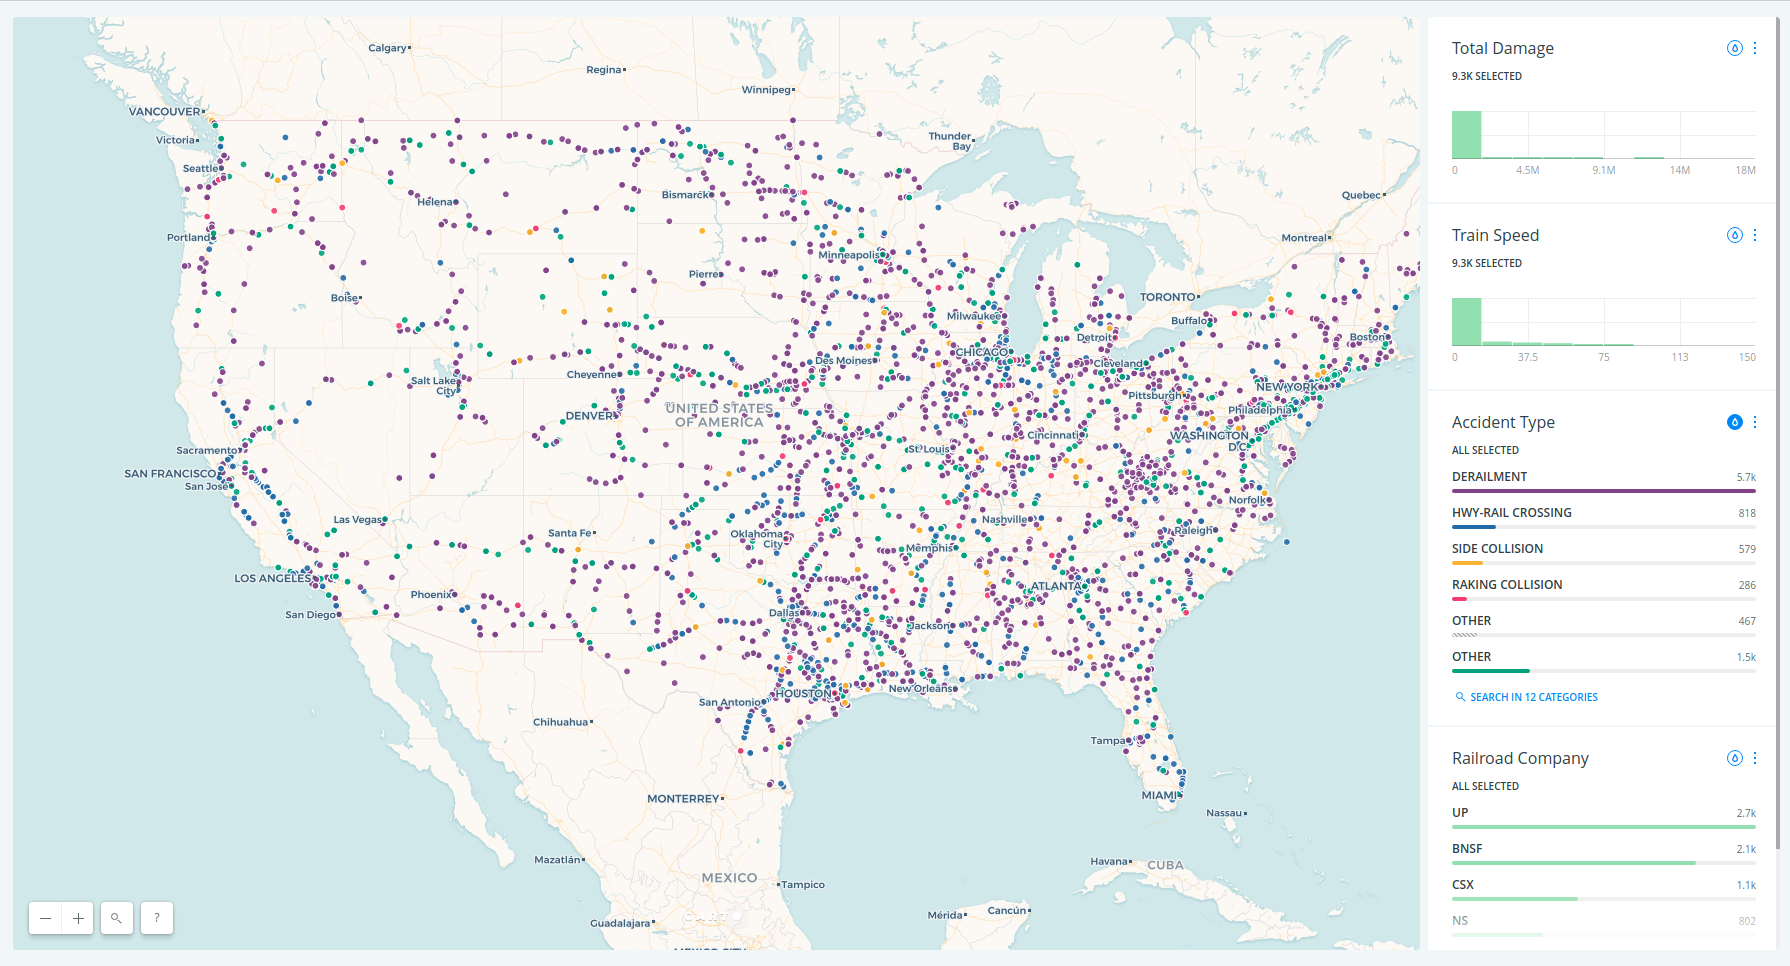 Calgary
Regina
Winnipeg
VANCOUVER
Victoria
Thunder
Bay
Seattle
Quebec
Bismarck
Helena
Portland
Montreal
Minneapolis
Pierre
Boise
TORONTO
Milwaukee
Buffalo
Detroit
Boston
CHICAGO
Des Moines
Cleveland
Cheyenne
Salt Lake
City
NEW YORK
Pittsburgh
DENVER
UNITED STATES
OF AMERICA
Philadelphia
Cincinnati
WASHINGTON
D.C.
Sacramento
St. Louis
SAN FRANCISCO
San Jose
Norfolk
Las Vegas
Nashville
Santa Fe
Oklahoma
City
Raleigh
Memphis
LOS ANGELES
ATLANTA
Phoenix
San Diego
Dallas
Jackson
HOUSTON
New Orleans
San Antonio
Chihuahua
Tampa
MONTERREY
MIAMI
Nassau
Mazatlán
Havana
CUBA
MEXICO
Tampico
Mérida
Cancún
Guadalajara
MEXICO CITY
CARTO
?
Total Damage
9.3K SELECTED
0 4.5M 9.1M 14M 18M
Train Speed
9.3K SELECTED
0 37.5 75 113 150
Accident Type
ALL SELECTED
DERAILMENT 5.7k
HWY-RAIL CROSSING 818
SIDE COLLISION 579
RAKING COLLISION 286
OTHER 467
OTHER 1.5k
SEARCH IN 12 CATEGORIES
Railroad Company
ALL SELECTED
UP 2.7k
BNSF 2.1k
CSX 1.1k
NS 802